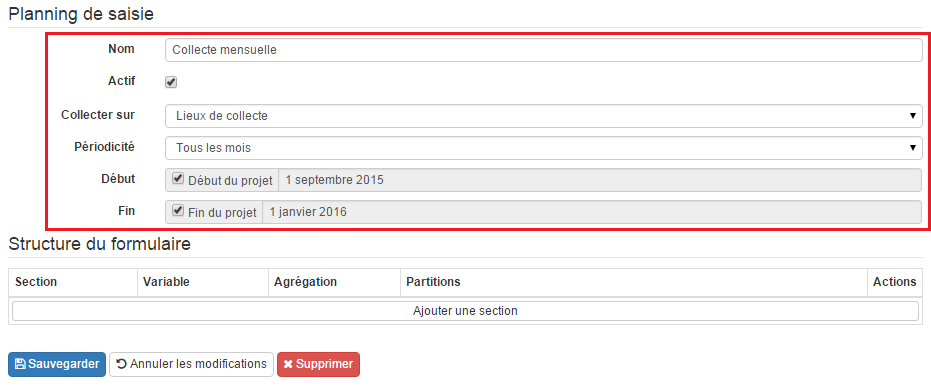 Planning de saisie
Nom Collecte mensuelle
Actif
Collecter sur Lieux de collecte
Périodicité Tous les mois
Début Début du projet 1 septembre 2015
Fin Fin du projet 1 janvier 2016
Structure du formulaire
Section Variable Agrégation Partitions Actions
Ajouter une section
Sauvegarder Annuler les modifications Supprimer